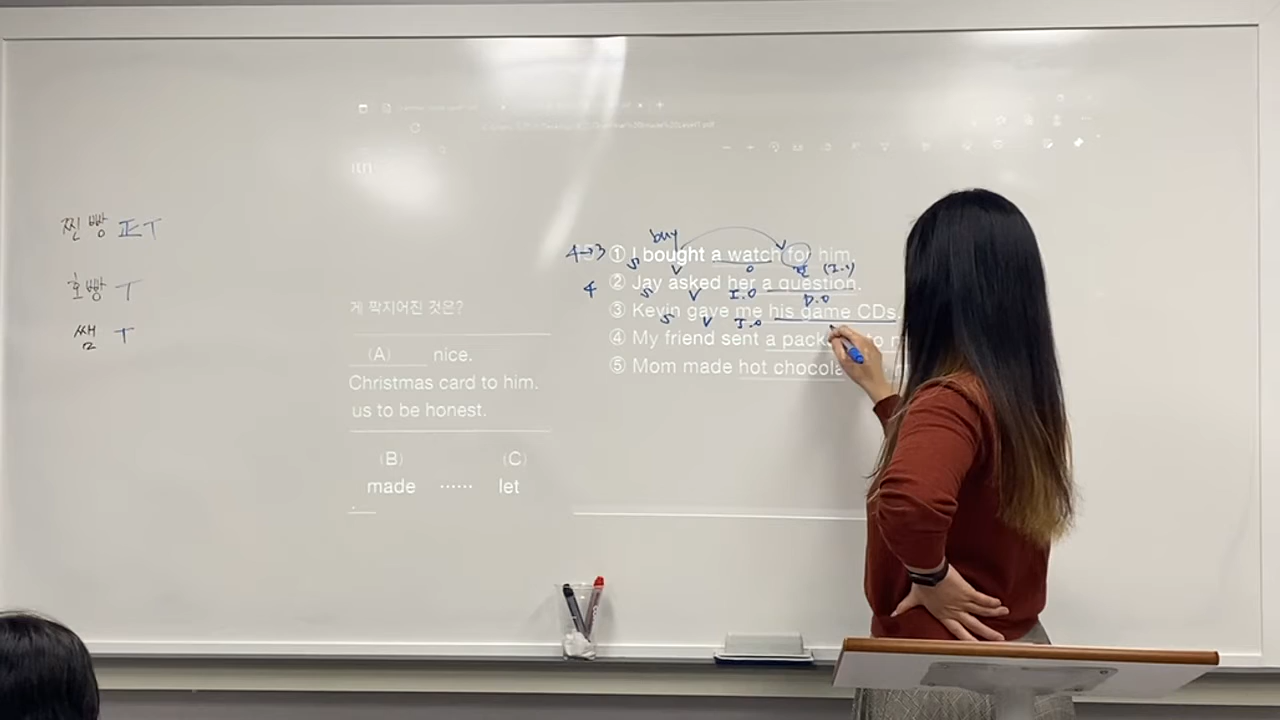 찐빵 正T
호빵 T
쌤 T
게 짝지어진 것은?
(A) nice.
Christmas card to him.
us to be honest.
(B) (C)
made ······ let
buy
4→3 ① I bought a watch for him.
S V O 전 (I.O)
4 ② Jay asked her a question.
S V I.O D.O
③ Kevin gave me his game CDs.
S V I.O
④ My friend sent a pack to
⑤ Mom made hot chocola